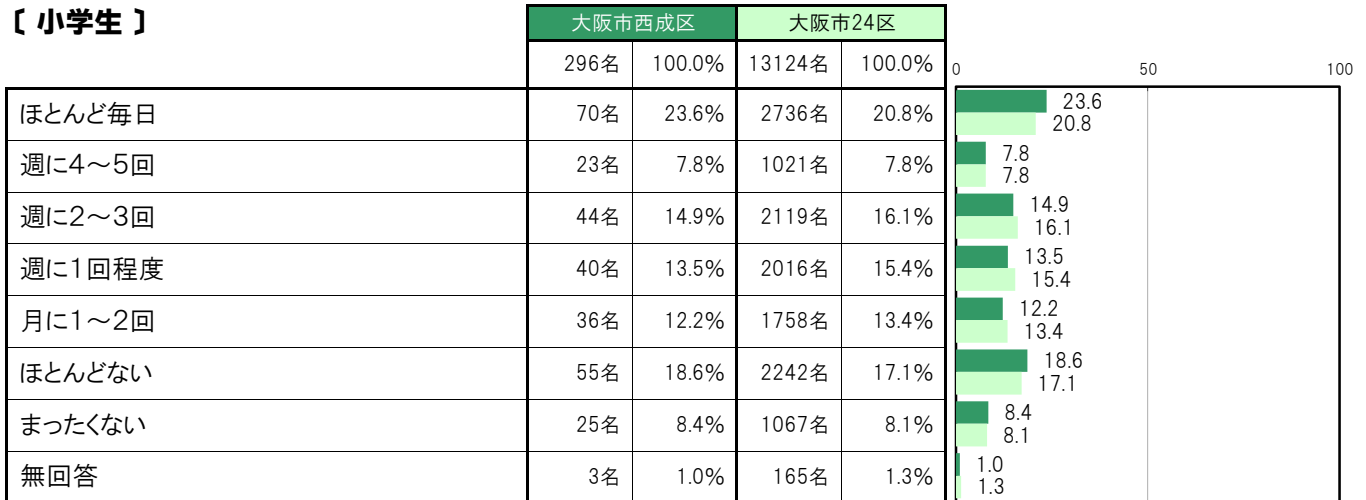 〔 小学生 〕
大阪市西成区 大阪市24区
296名 100.0% 13124名 100.0%
0 50 100
ほとんど毎日 70名 23.6% 2736名 20.8%
23.6
20.8
週に4～5回 23名 7.8% 1021名 7.8%
7.8
7.8
週に2～3回 44名 14.9% 2119名 16.1%
14.9
16.1
週に1回程度 40名 13.5% 2016名 15.4%
13.5
15.4
月に1～2回 36名 12.2% 1758名 13.4%
12.2
13.4
ほとんどない 55名 18.6% 2242名 17.1%
18.6
17.1
まったくない 25名 8.4% 1067名 8.1%
8.4
8.1
無回答 3名 1.0% 165名 1.3%
1.0
1.3